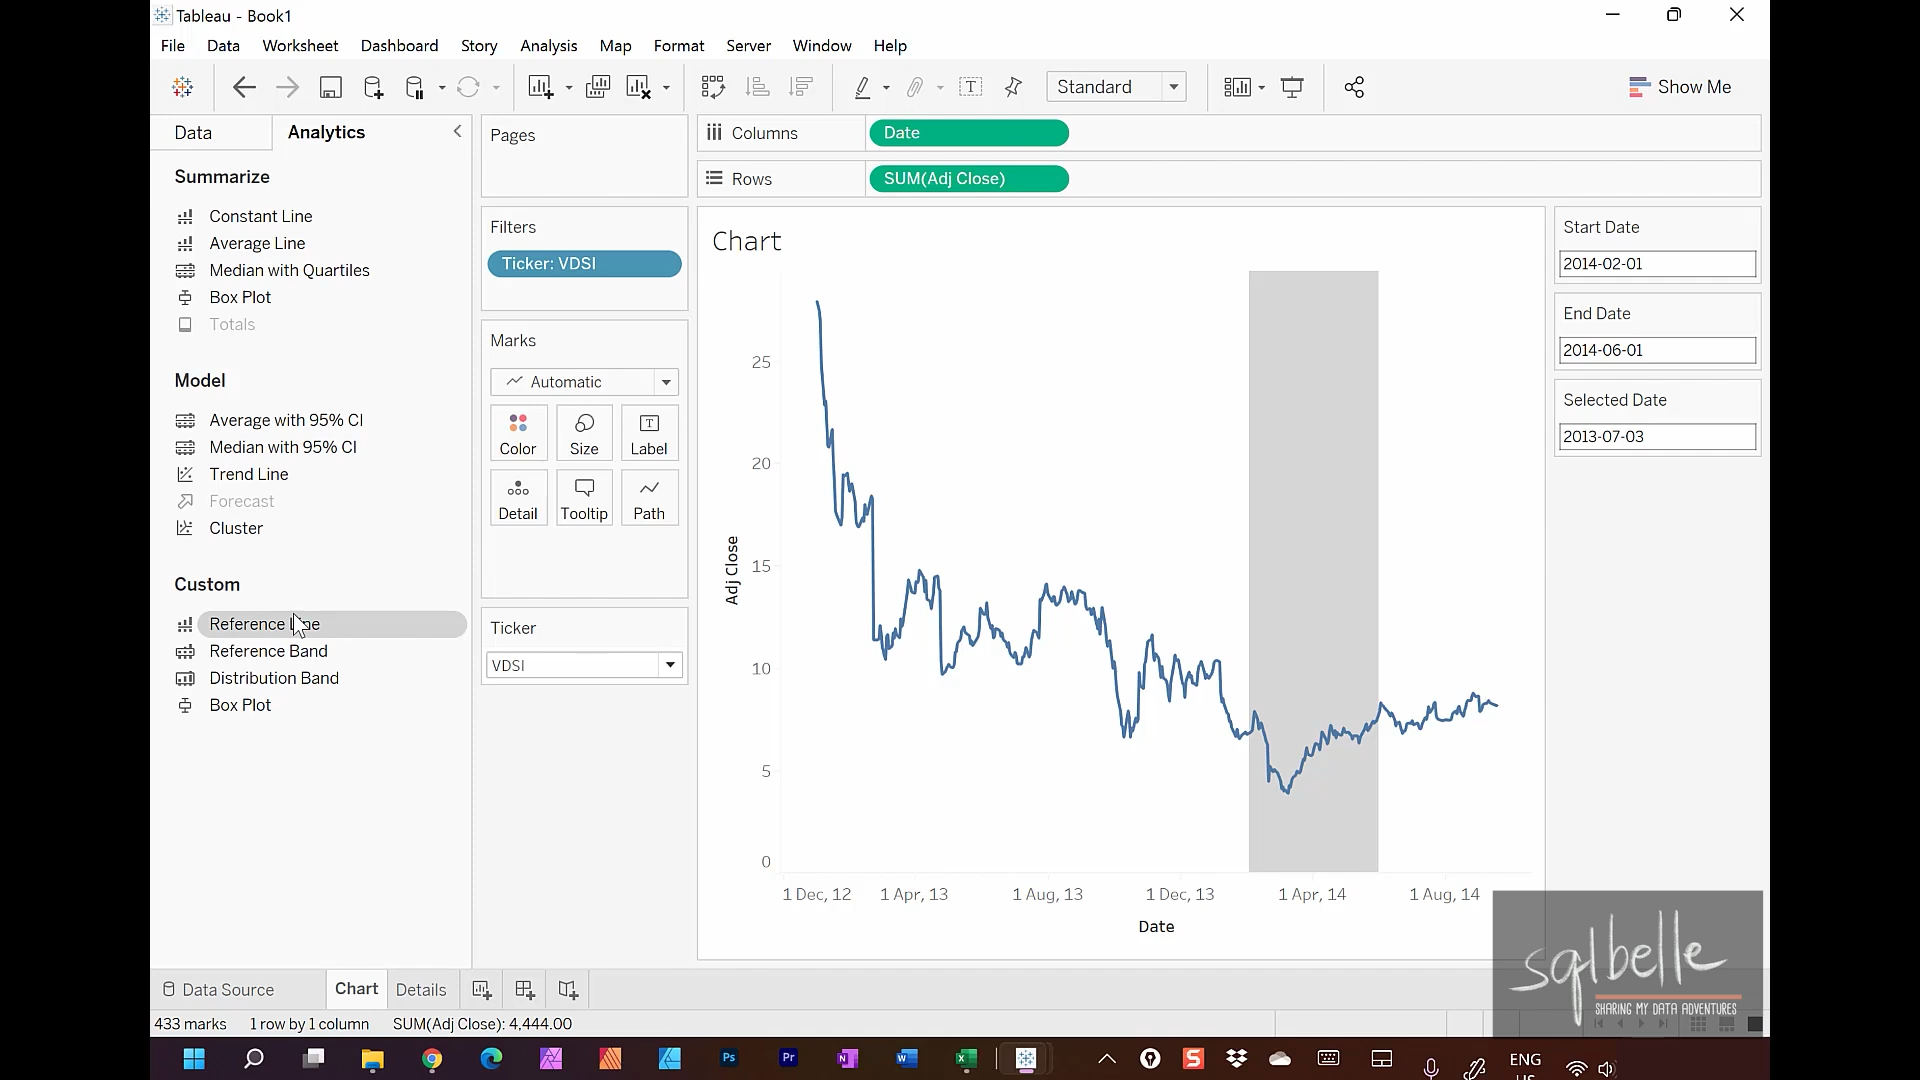 Tableau - Book1
File Data Worksheet Dashboard Story Analysis Map Format Server Window Help
Standard
Show Me
Data Analytics
Summarize
Constant Line
Average Line
Median with Quartiles
Box Plot
Totals
Model
Average with 95% CI
Median with 95% CI
Trend Line
Forecast
Cluster
Custom
Reference Line
Reference Band
Distribution Band
Box Plot
Pages
Filters
Ticker: VDSI
Marks
Automatic
Color Size Label
Detail Tooltip Path
Ticker
VDSI
Columns Date
Rows SUM(Adj Close)
Chart
25
20
15
10
5
0
Adj Close
1 Dec, 12 1 Apr, 13 1 Aug, 13 1 Dec, 13 1 Apr, 14 1 Aug, 14
Date
Start Date
2014-02-01
End Date
2014-06-01
Selected Date
2013-07-03
sqlbelle
SHARING MY DATA ADVENTURES
Data Source Chart Details
433 marks 1 row by 1 column SUM(Adj Close): 4,444.00
Ps Pr N W X S ENG
US